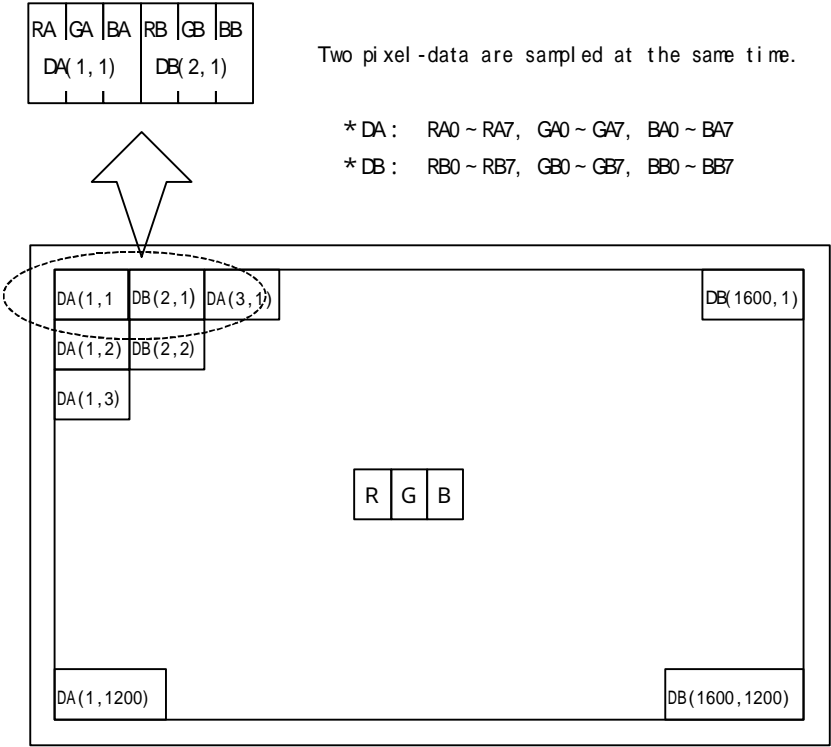 RA GA BA RB GB BB
DA(1,1) DB(2,1)
Two pixel-data are sampled at the same time.
*DA: RA0~RA7, GA0~GA7, BA0~BA7
*DB: RB0~RB7, GB0~GB7, BB0~BB7
DA(1,1 DB(2,1) DA(3,1) DB(1600,1)
DA(1,2) DB(2,2)
DA(1,3)
R G B
DA(1,1200) DB(1600,1200)